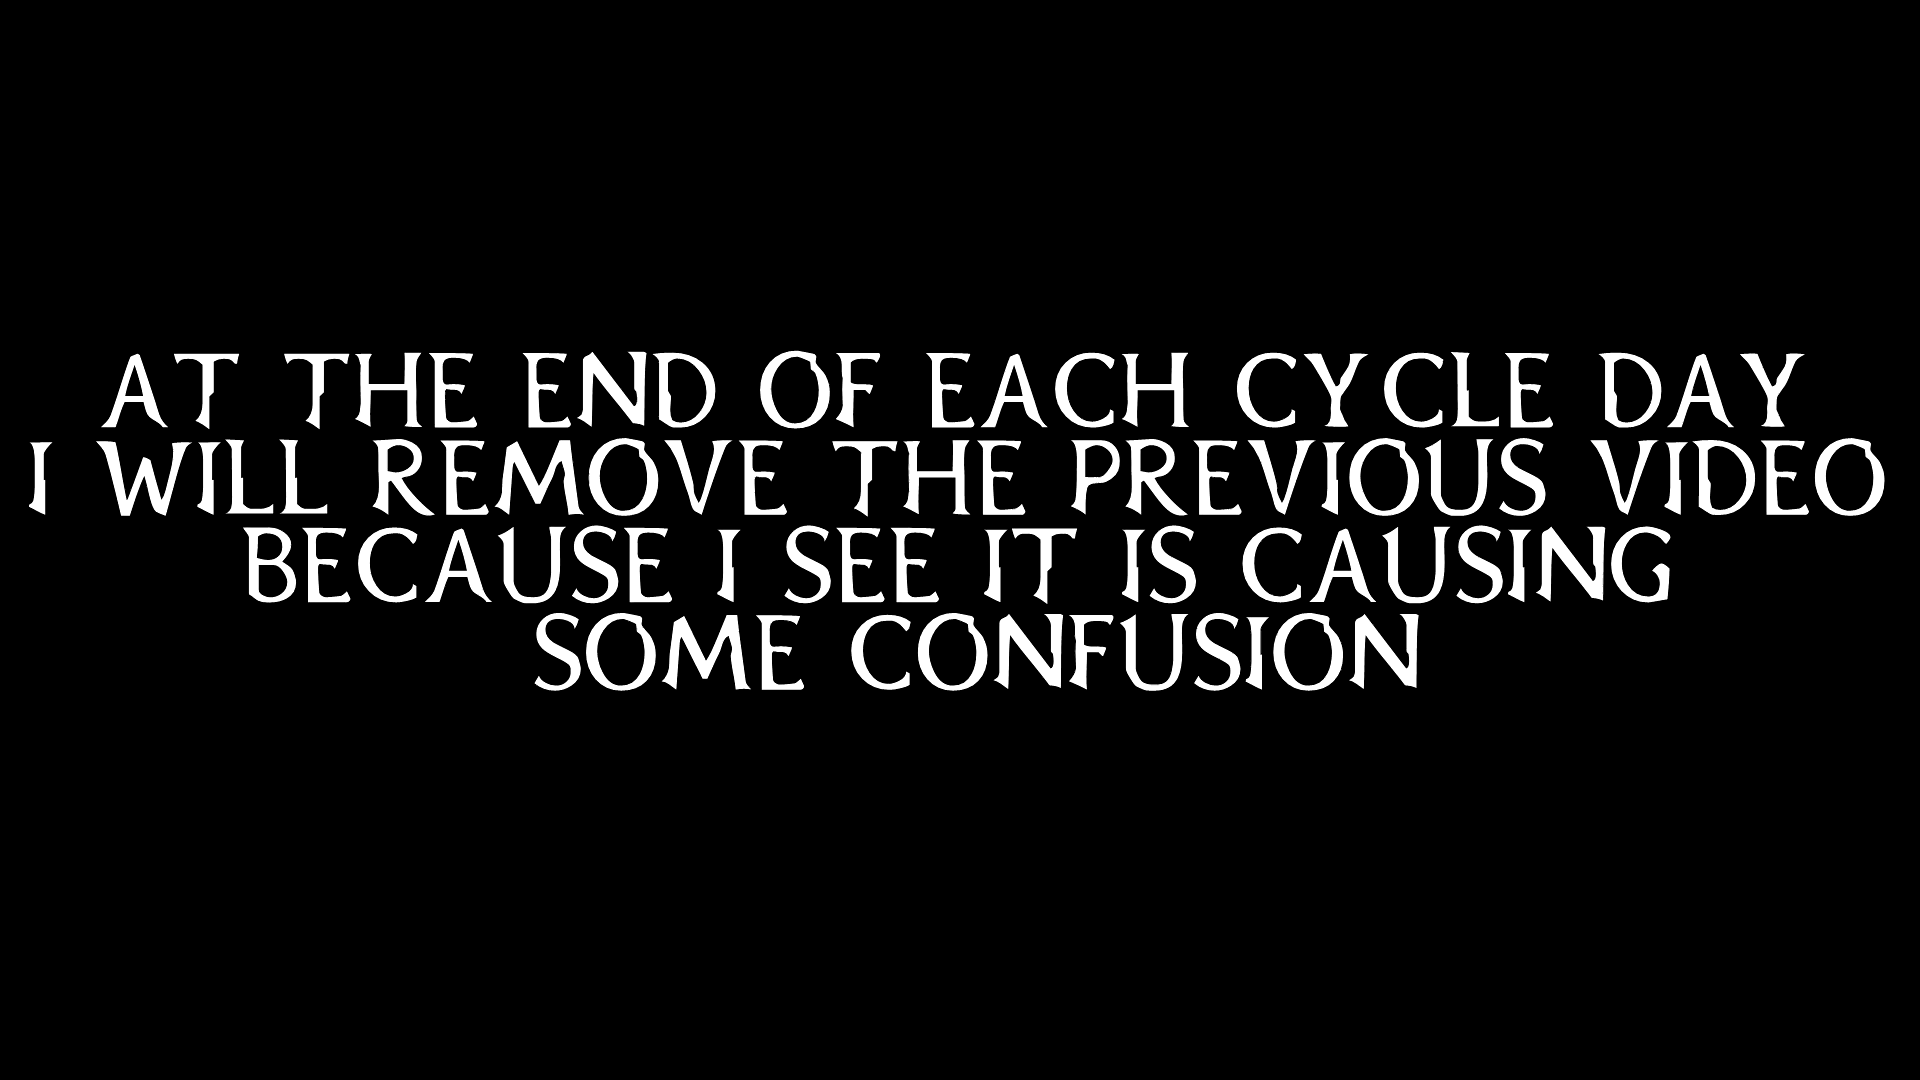 AT THE END OF EACH CYCLE DAY
I WILL REMOVE THE PREVIOUS VIDEO
BECAUSE I SEE IT IS CAUSING
SOME CONFUSION